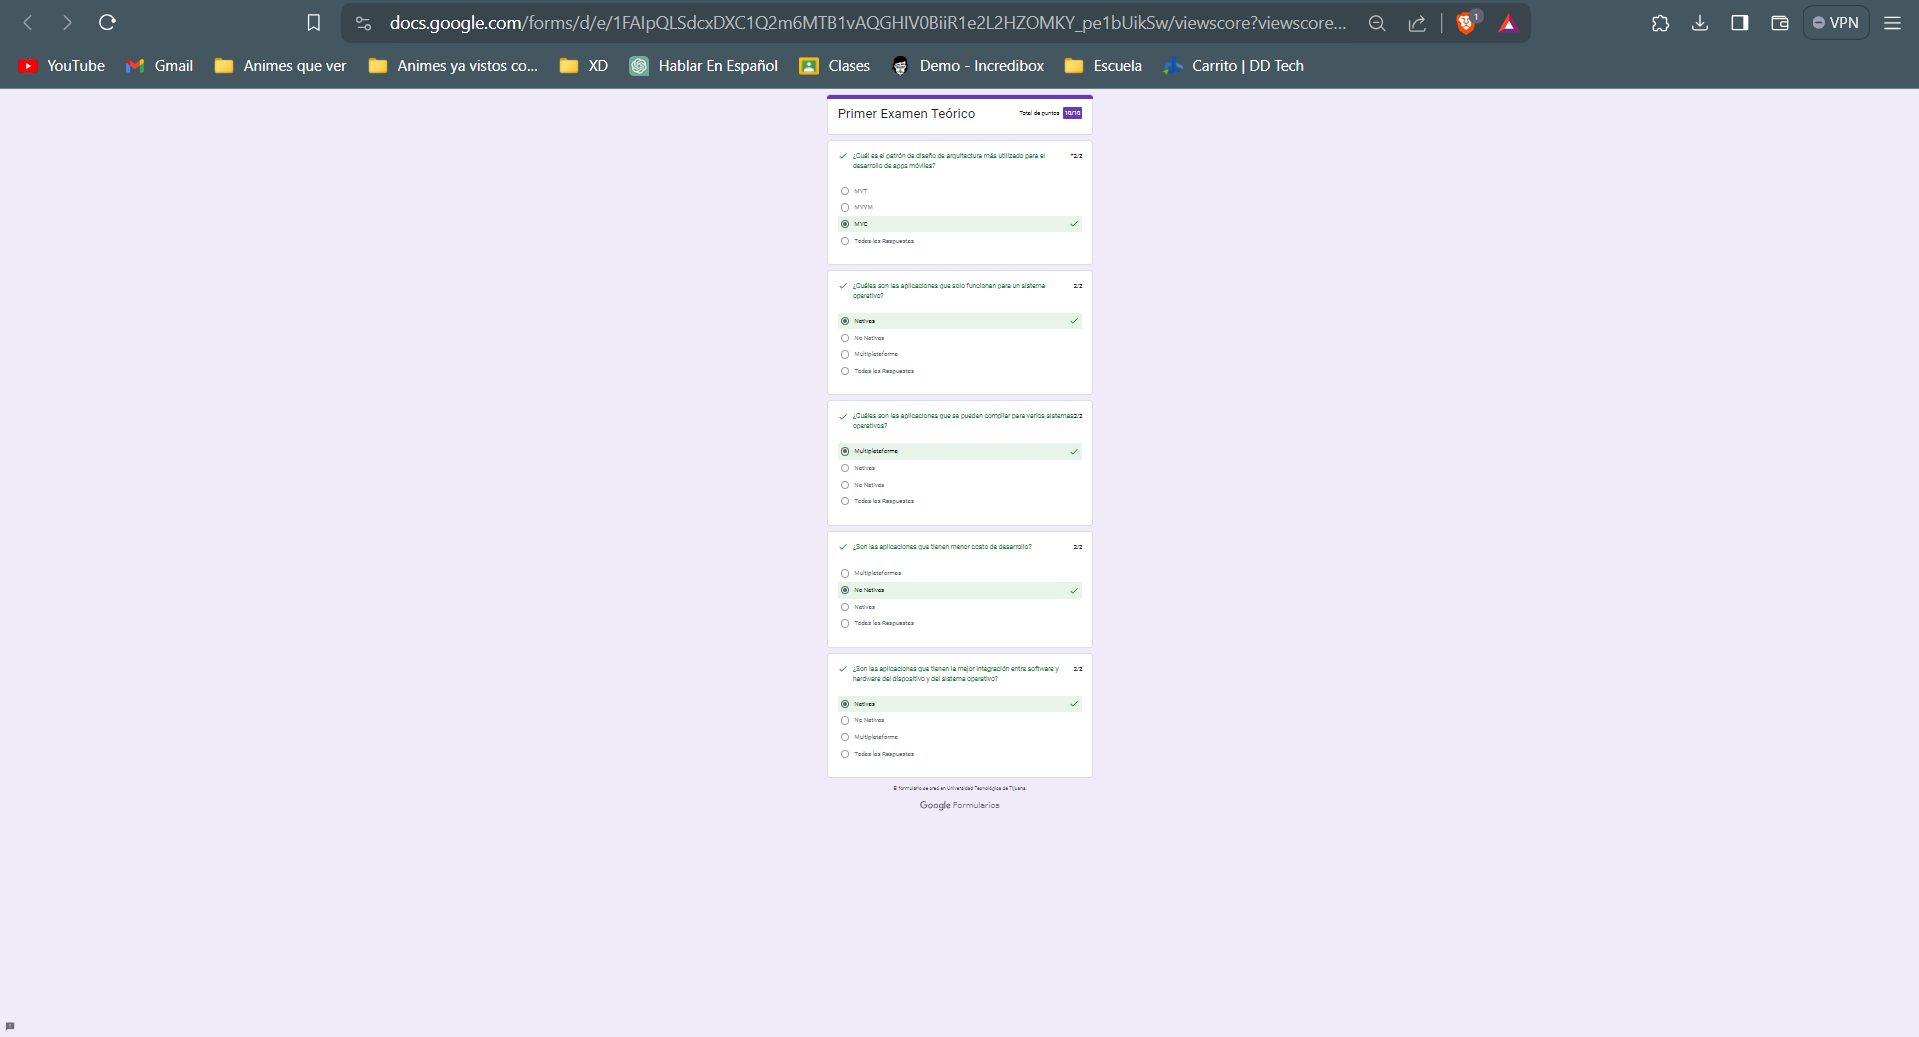 docs.google.com/forms/d/e/1FAIpQLSdcxDXC1Q2m6MTB1vAQGHIV0BiiR1e2L2HZOMKY_pe1bUikSw/viewscore?viewscore...
1
VPN
YouTube
Gmail
Animes que ver
Animes ya vistos co...
XD
Hablar En Español
Clases
Demo - Incredibox
Escuela
Carrito | DD Tech
Primer Examen Teórico
Total de puntos 10/10
¿Cuál es el patrón de diseño de arquitectura más utilizado para el
*2/2
desarrollo de apps móviles?
MVT
MVVM
MVC
Todas las Respuestas
¿Cuáles son las aplicaciones que solo funcionan para un sistema
2/2
operativo?
Nativas
No Nativas
Multiplataforma
Todas las Respuestas
¿Cuáles son las aplicaciones que se pueden compilar para varios sistemas
2/2
operativos?
Multiplataforma
Nativas
No Nativas
Todas las Respuestas
¿Son las aplicaciones que tienen menor costo de desarrollo?
2/2
Multiplataformas
No Nativas
Nativas
Todas las Respuestas
¿Son las aplicaciones que tienen la mejor integración entre software y
2/2
hardware del dispositivo y del sistema operativo?
Nativas
No Nativas
Multiplataforma
Todas las Respuestas
El formulario se creó en Universidad Tecnológica de Tijuana.
Google Formularios